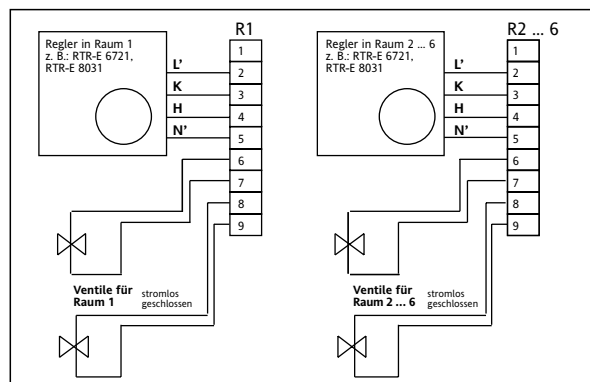 R1
Regler in Raum 1
z. B.: RTR-E 6721,
RTR-E 8031
L'
K
H
N'
1
2
3
4
5
6
7
8
9
Ventile für
Raum 1
stromlos
geschlossen
R2 ... 6
Regler in Raum 2 ... 6
z. B.: RTR-E 6721,
RTR-E 8031
L'
K
H
N'
1
2
3
4
5
6
7
8
9
Ventile für
Raum 2 ... 6
stromlos
geschlossen